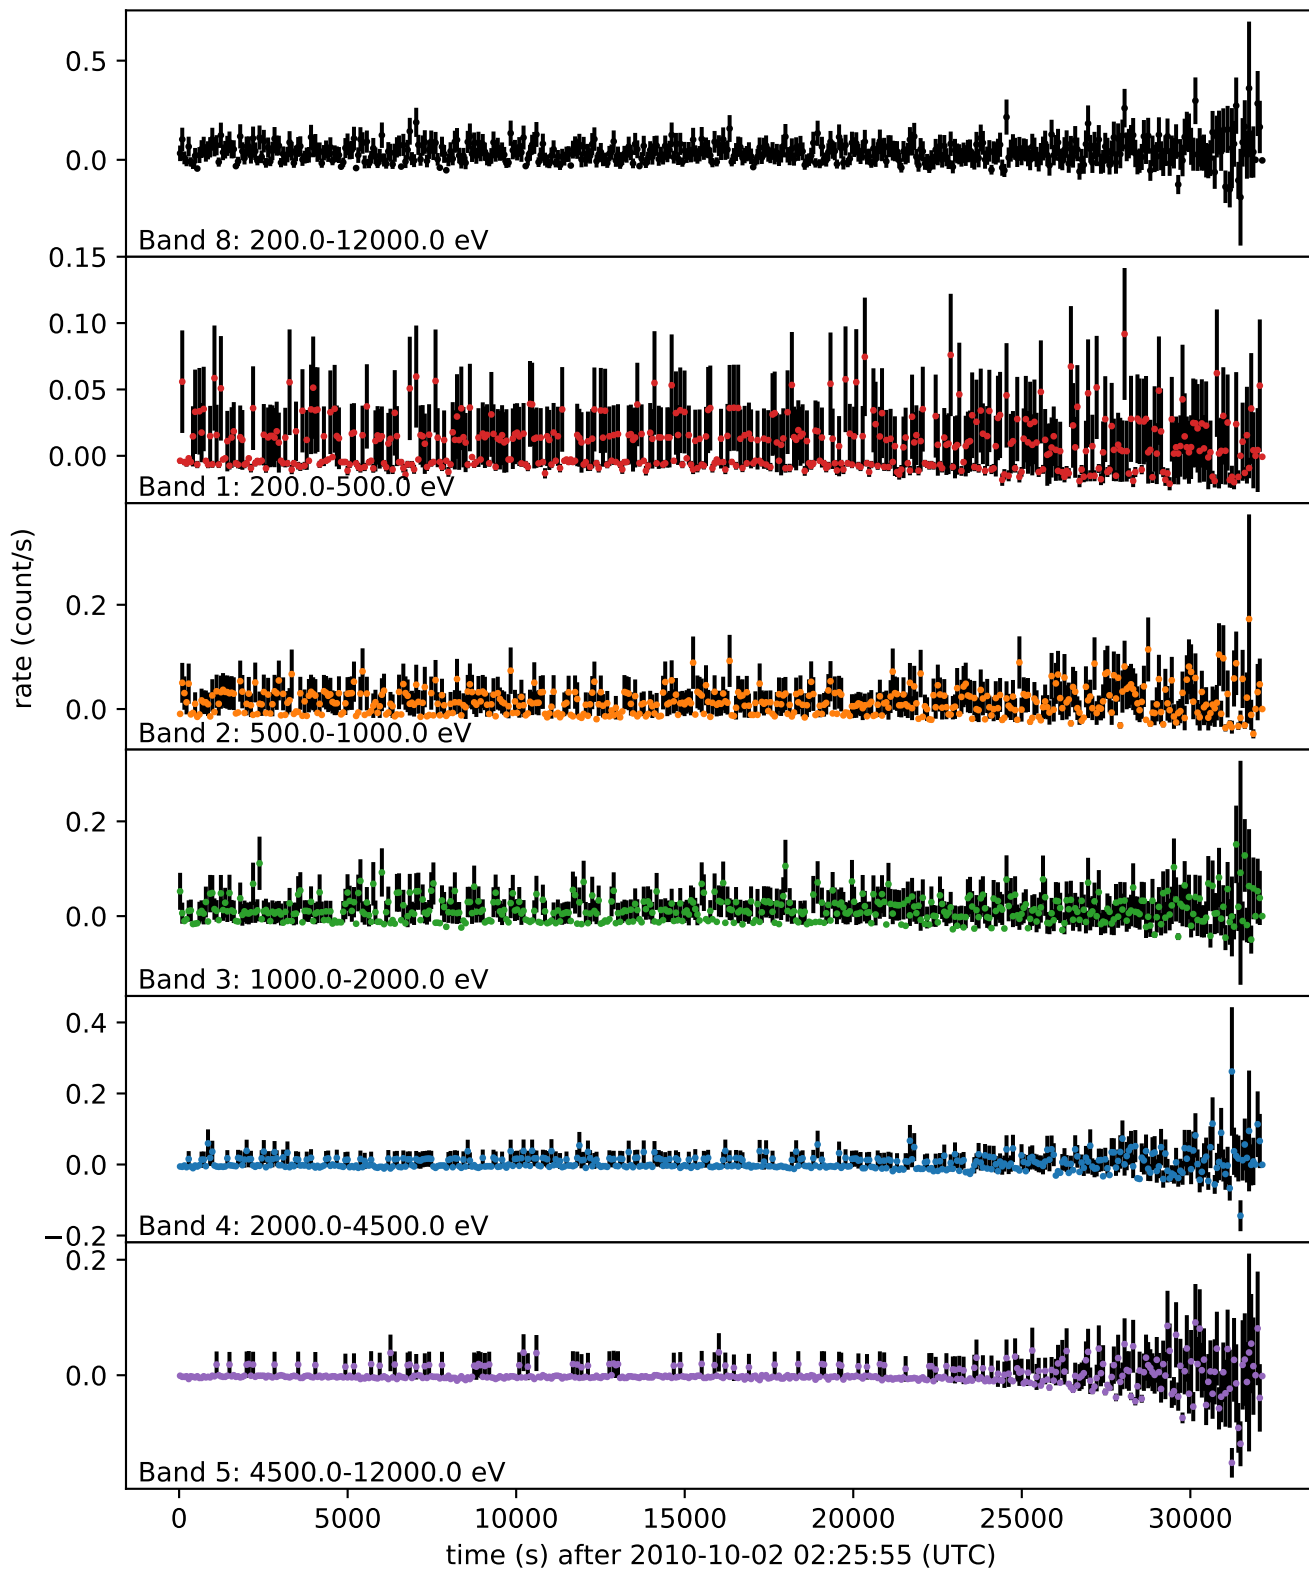 0.5
0.0
Band 8: 200.0-12000.0 eV
0.15
0.10
0.05
0.00
Band 1: 200.0-500.0 eV
rate (count/s)
0.2
0.0
Band 2: 500.0-1000.0 eV
0.2
0.0
Band 3: 1000.0-2000.0 eV
0.4
0.2
0.0
−0.2
Band 4: 2000.0-4500.0 eV
0.2
0.0
Band 5: 4500.0-12000.0 eV
0 5000 10000 15000 20000 25000 30000
time (s) after 2010-10-02 02:25:55 (UTC)